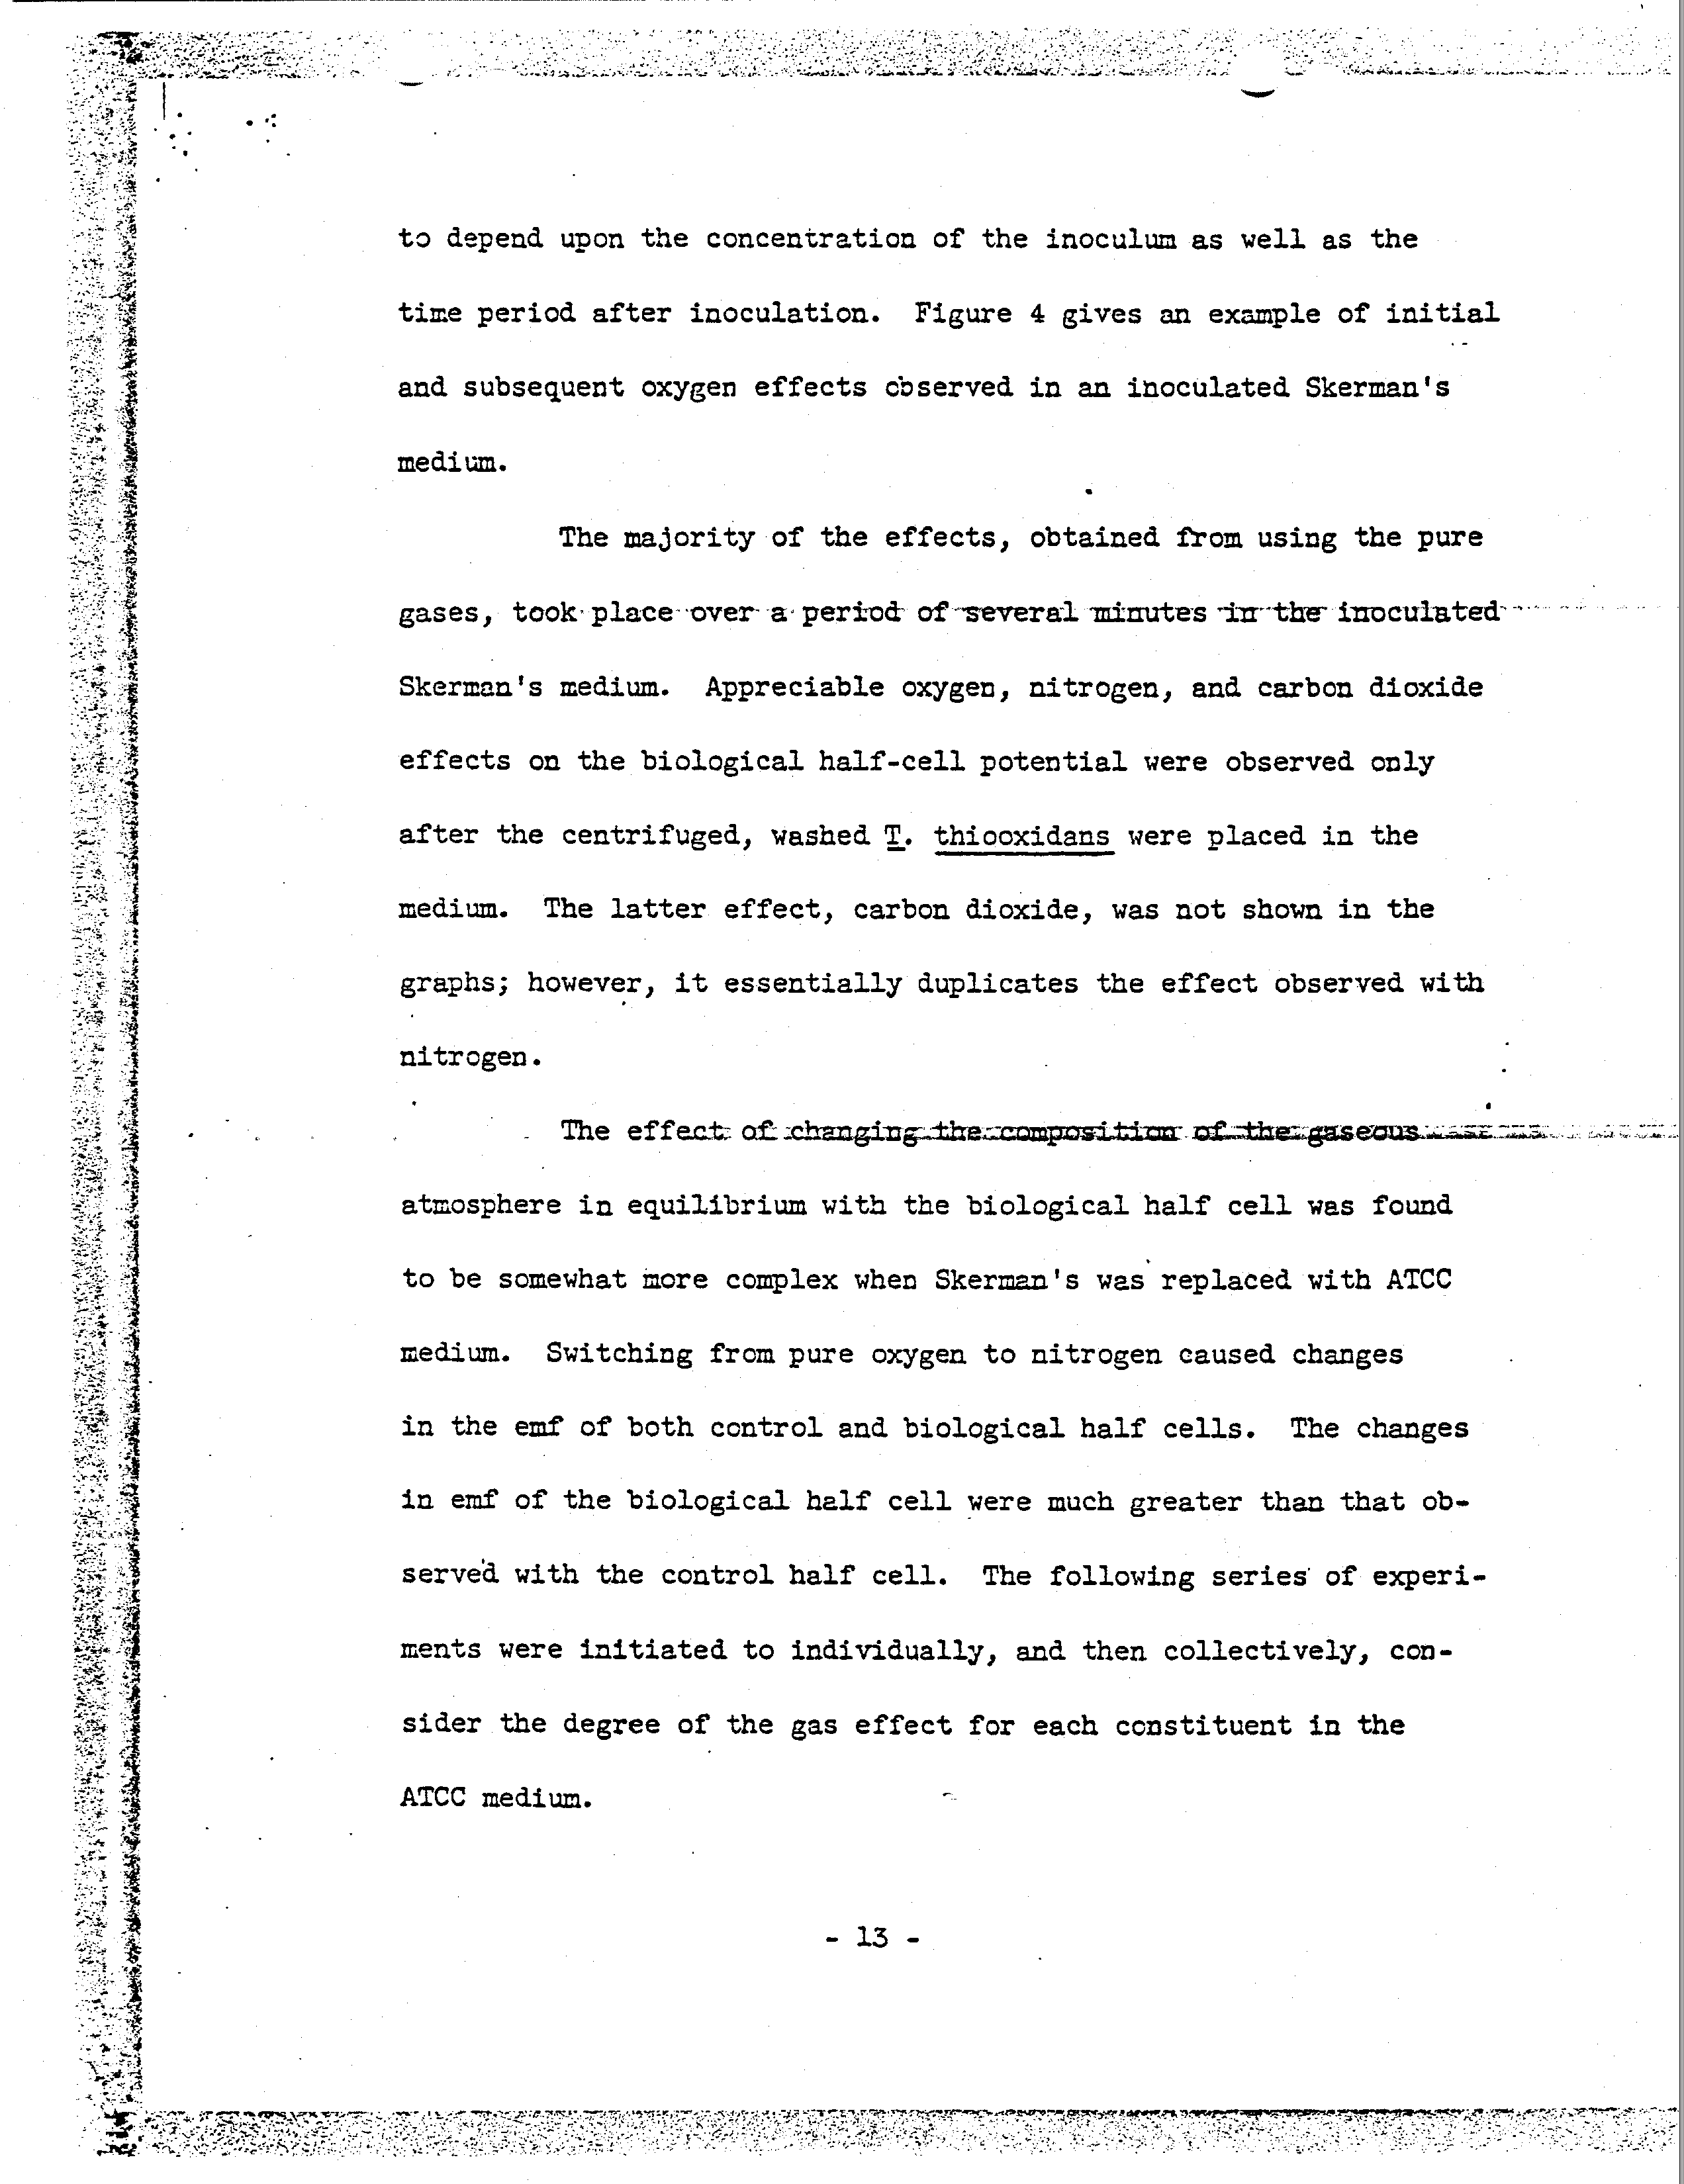 to depend upon the concentration of the inoculum as well as the
time period after inoculation. Figure 4 gives an example of initial
and subsequent oxygen effects observed in an inoculated Skerman's
medium.
The majority of the effects, obtained from using the pure
gases, took place over a period of several minutes in the inoculated
Skerman's medium. Appreciable oxygen, nitrogen, and carbon dioxide
effects on the biological half-cell potential were observed only
after the centrifuged, washed T. thiooxidans were placed in the
medium. The latter effect, carbon dioxide, was not shown in the
graphs; however, it essentially duplicates the effect observed with
nitrogen.
The effect of changing the composition of the gaseous
atmosphere in equilibrium with the biological half cell was found
to be somewhat more complex when Skerman's was replaced with ATCC
medium. Switching from pure oxygen to nitrogen caused changes
in the emf of both control and biological half cells. The changes
in emf of the biological half cell were much greater than that ob-
served with the control half cell. The following series of experi-
ments were initiated to individually, and then collectively, con-
sider the degree of the gas effect for each constituent in the
ATCC medium.
- 13 -